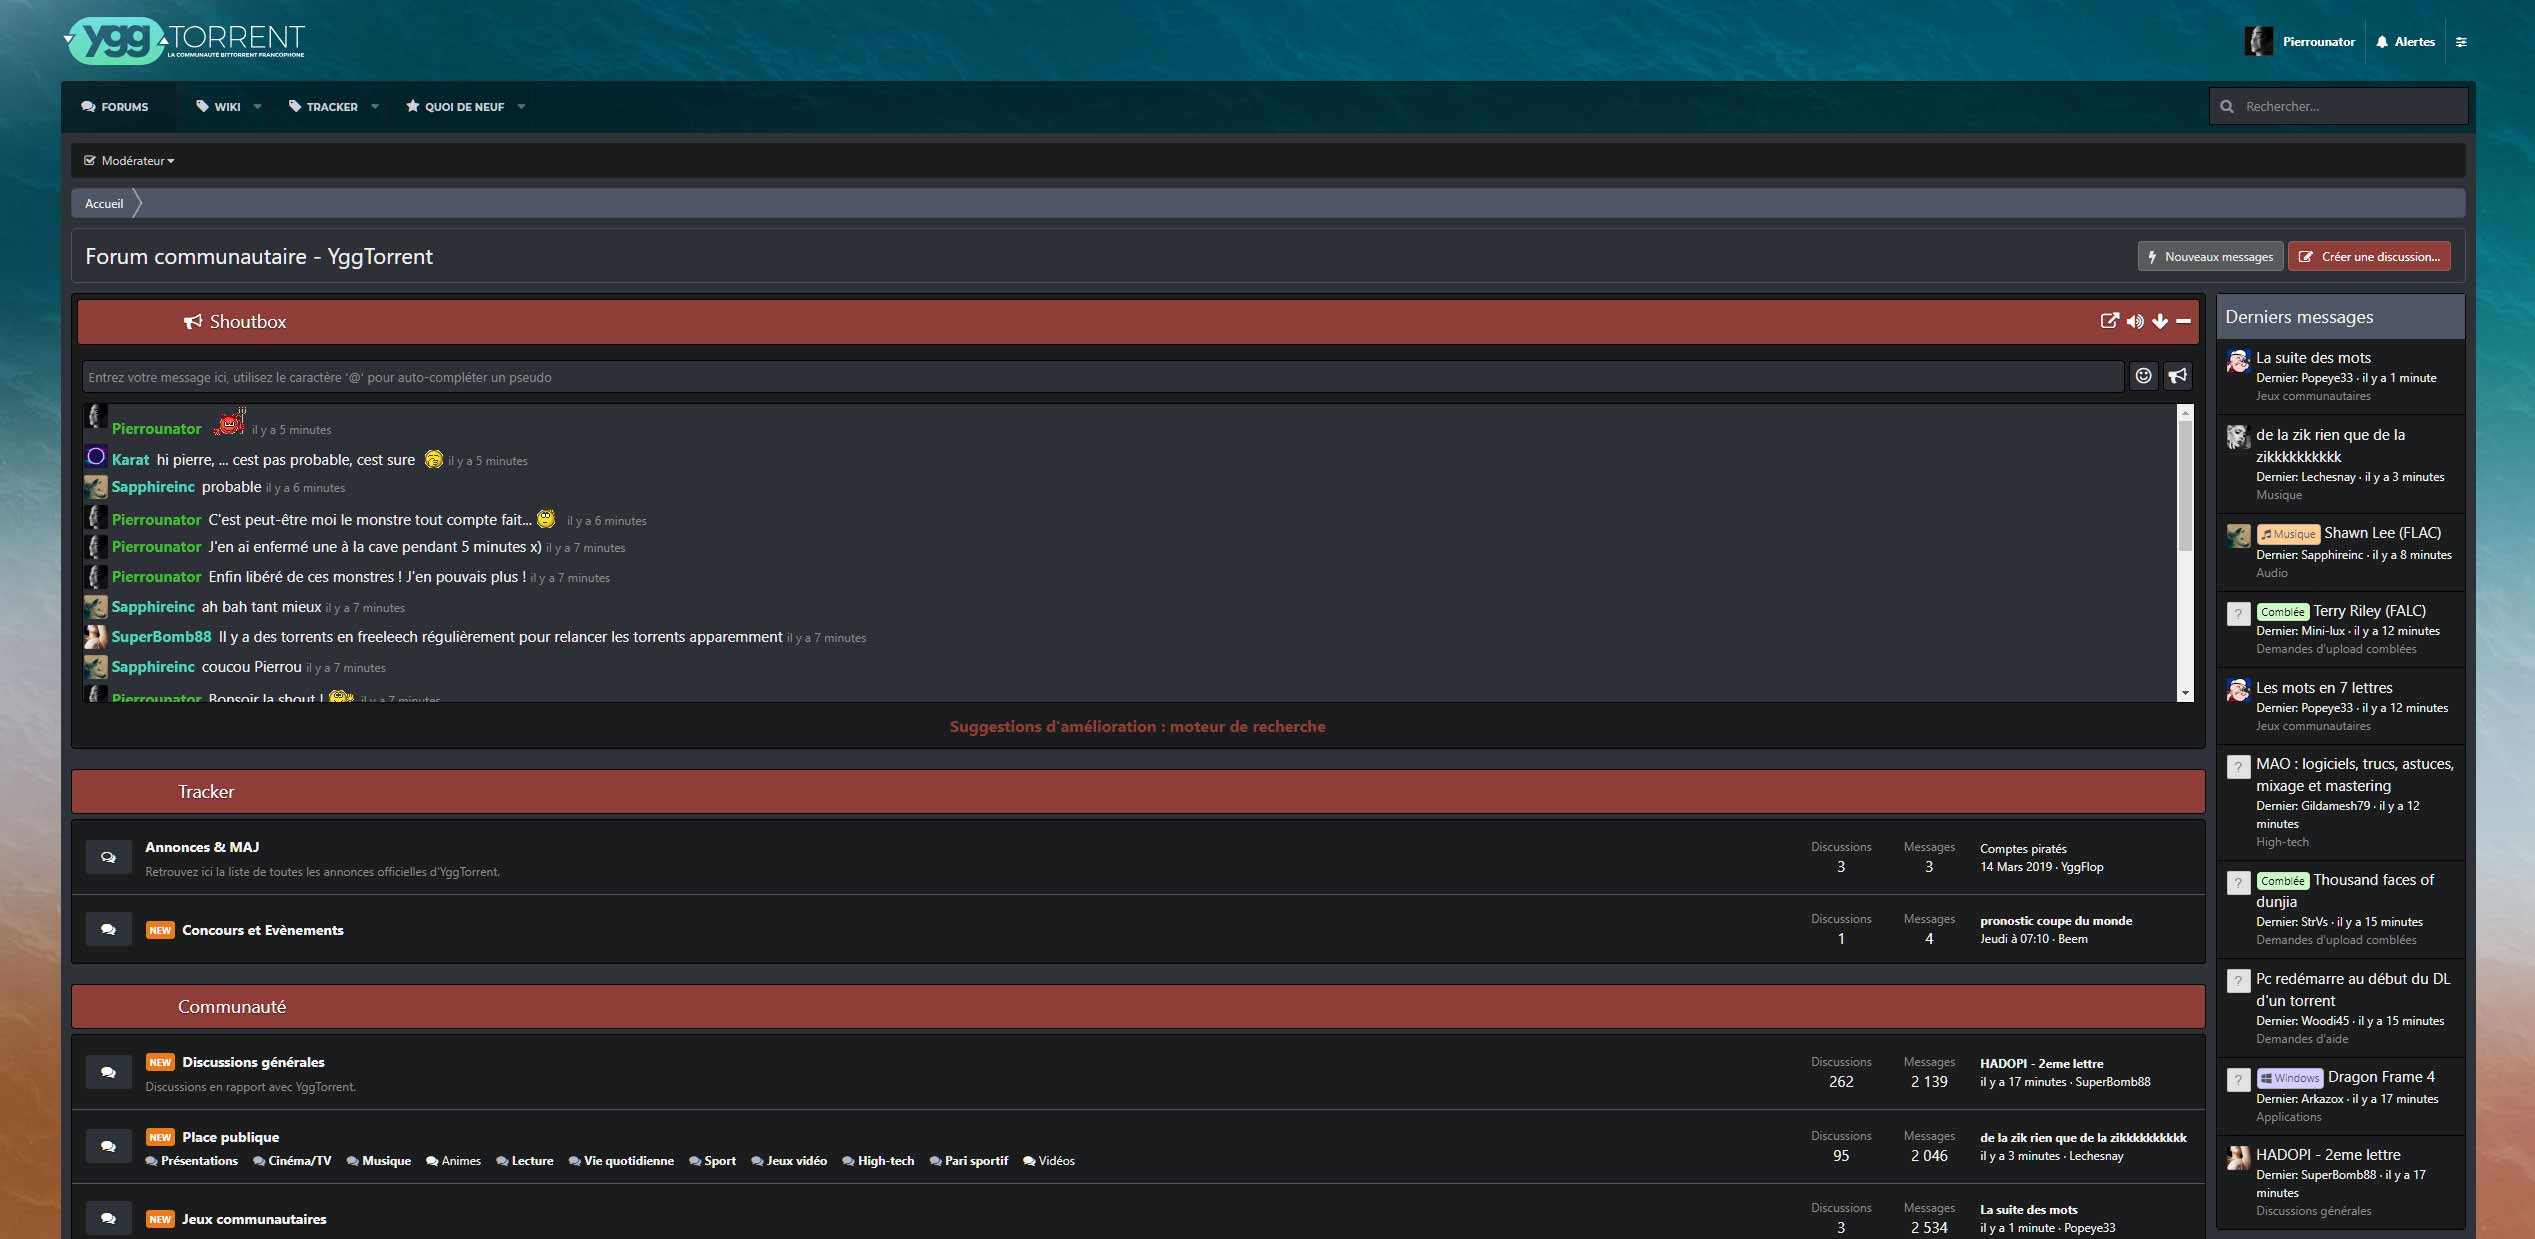 ygg TORRENT
LA COMMUNAUTÉ BITTORRENT FRANCOPHONE
Pierrounator
Alertes
FORUMS
WIKI
TRACKER
QUOI DE NEUF
Rechercher...
Modérateur
Accueil
Forum communautaire - YggTorrent
Nouveaux messages
Créer une discussion...
Shoutbox
Entrez votre message ici, utilisez le caractère '@' pour auto-compléter un pseudo
Pierrounator il y a 5 minutes
Karat hi pierre, ... cest pas probable, cest sure il y a 5 minutes
Sapphireinc probable il y a 6 minutes
Pierrounator C'est peut-être moi le monstre tout compte fait... il y a 6 minutes
Pierrounator J'en ai enfermé une à la cave pendant 5 minutes x) il y a 7 minutes
Pierrounator Enfin libéré de ces monstres ! J'en pouvais plus ! il y a 7 minutes
Sapphireinc ah bah tant mieux il y a 7 minutes
SuperBomb88 Il y a des torrents en freeleech régulièrement pour relancer les torrents apparemment il y a 7 minutes
Sapphireinc coucou Pierrou il y a 7 minutes
Pierrounator Bonsoir la shout ! il y a 7 minutes
Suggestions d'amélioration : moteur de recherche
Tracker
Annonces & MAJ
Retrouvez ici la liste de toutes les annonces officielles d'YggTorrent.
Discussions
3
Messages
3
Comptes piratés
14 Mars 2019 · YggFlop
NEW Concours et Evènements
Discussions
1
Messages
4
pronostic coupe du monde
Jeudi à 07:10 · Beem
Communauté
NEW Discussions générales
Discussions en rapport avec YggTorrent.
Discussions
262
Messages
2 139
HADOPI - 2eme lettre
il y a 17 minutes · SuperBomb88
NEW Place publique
Présentations Cinéma/TV Musique Animes Lecture Vie quotidienne Sport Jeux vidéo High-tech Pari sportif Vidéos
Discussions
95
Messages
2 046
de la zik rien que de la zikkkkkkkkkk
il y a 3 minutes · Lechesnay
NEW Jeux communautaires
Discussions
3
Messages
2 534
La suite des mots
il y a 1 minute · Popeye33
Derniers messages
La suite des mots
Dernier: Popeye33 · il y a 1 minute
Jeux communautaires
de la zik rien que de la
zikkkkkkkkkk
Dernier: Lechesnay · il y a 3 minutes
Musique
Musique Shawn Lee (FLAC)
Dernier: Sapphireinc · il y a 8 minutes
Audio
? Comblée Terry Riley (FALC)
Dernier: Mini-lux · il y a 12 minutes
Demandes d'upload comblées
Les mots en 7 lettres
Dernier: Popeye33 · il y a 12 minutes
Jeux communautaires
? MAO : logiciels, trucs, astuces,
mixage et mastering
Dernier: Gildamesh79 · il y a 12
minutes
High-tech
? Comblée Thousand faces of
dunjia
Dernier: StrVs · il y a 15 minutes
Demandes d'upload comblées
? Pc redémarre au début du DL
d'un torrent
Dernier: Woodi45 · il y a 15 minutes
Demandes d'aide
? Windows Dragon Frame 4
Dernier: Arkazox · il y a 17 minutes
Applications
HADOPI - 2eme lettre
Dernier: SuperBomb88 · il y a 17
minutes
Discussions générales